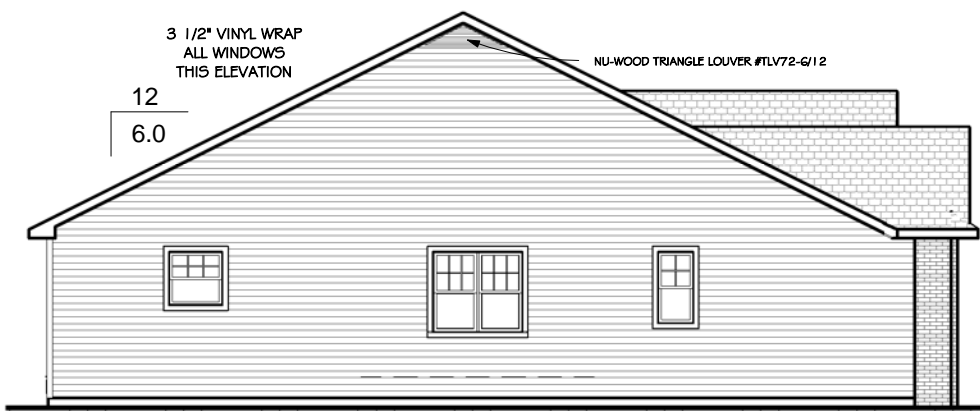 3 1/2" VINYL WRAP
ALL WINDOWS
THIS ELEVATION
NU-WOOD TRIANGLE LOUVER #TLV72-6/12
12
6.0